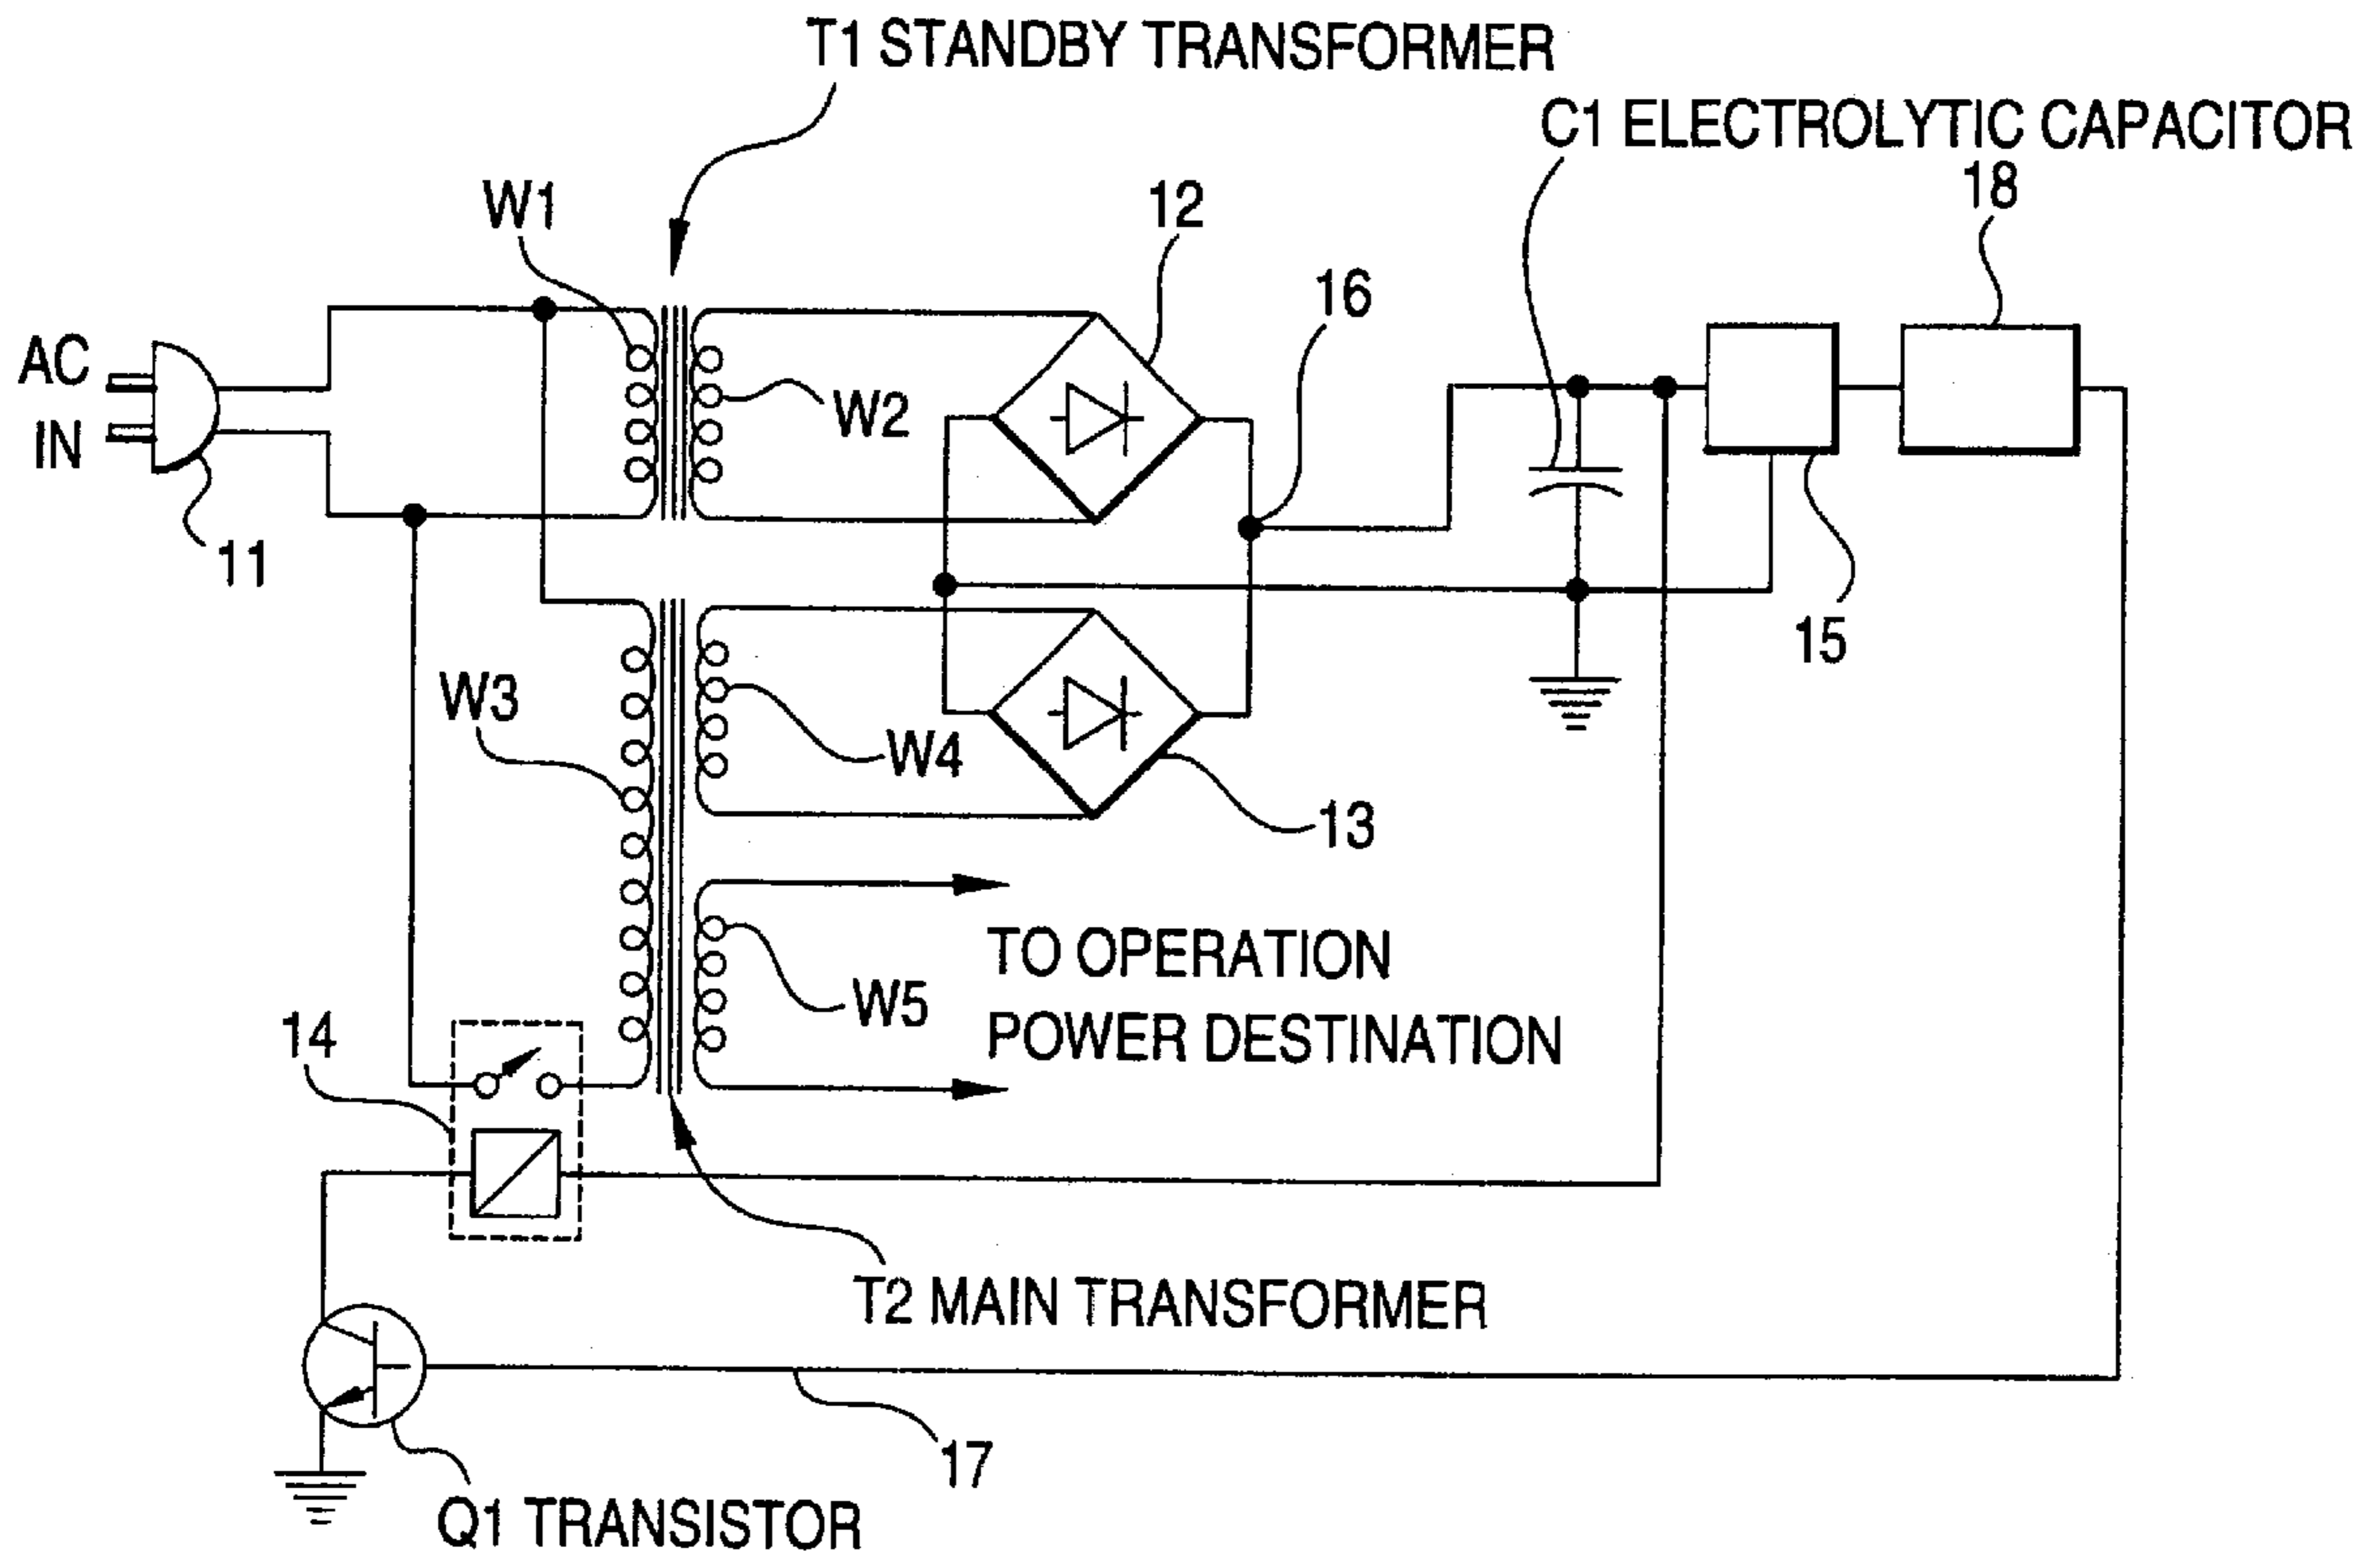 T1 STANDBY TRANSFORMER
C1 ELECTROLYTIC CAPACITOR
W1
12
18
16
AC
IN
W2
11
15
W3
W4
13
TO OPERATION
POWER DESTINATION
W5
14
T2 MAIN TRANSFORMER
17
Q1 TRANSISTOR